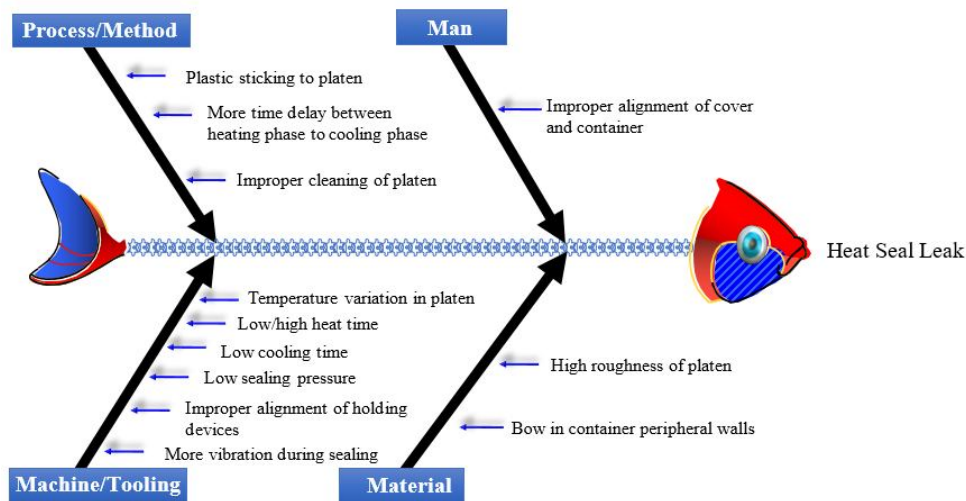 Process/Method
Man
Plastic sticking to platen
More time delay between
heating phase to cooling phase
Improper cleaning of platen
Improper alignment of cover
and container
Heat Seal Leak
Temperature variation in platen
Low/high heat time
Low cooling time
Low sealing pressure
Improper alignment of holding
devices
More vibration during sealing
High roughness of platen
Bow in container peripheral walls
Machine/Tooling
Material